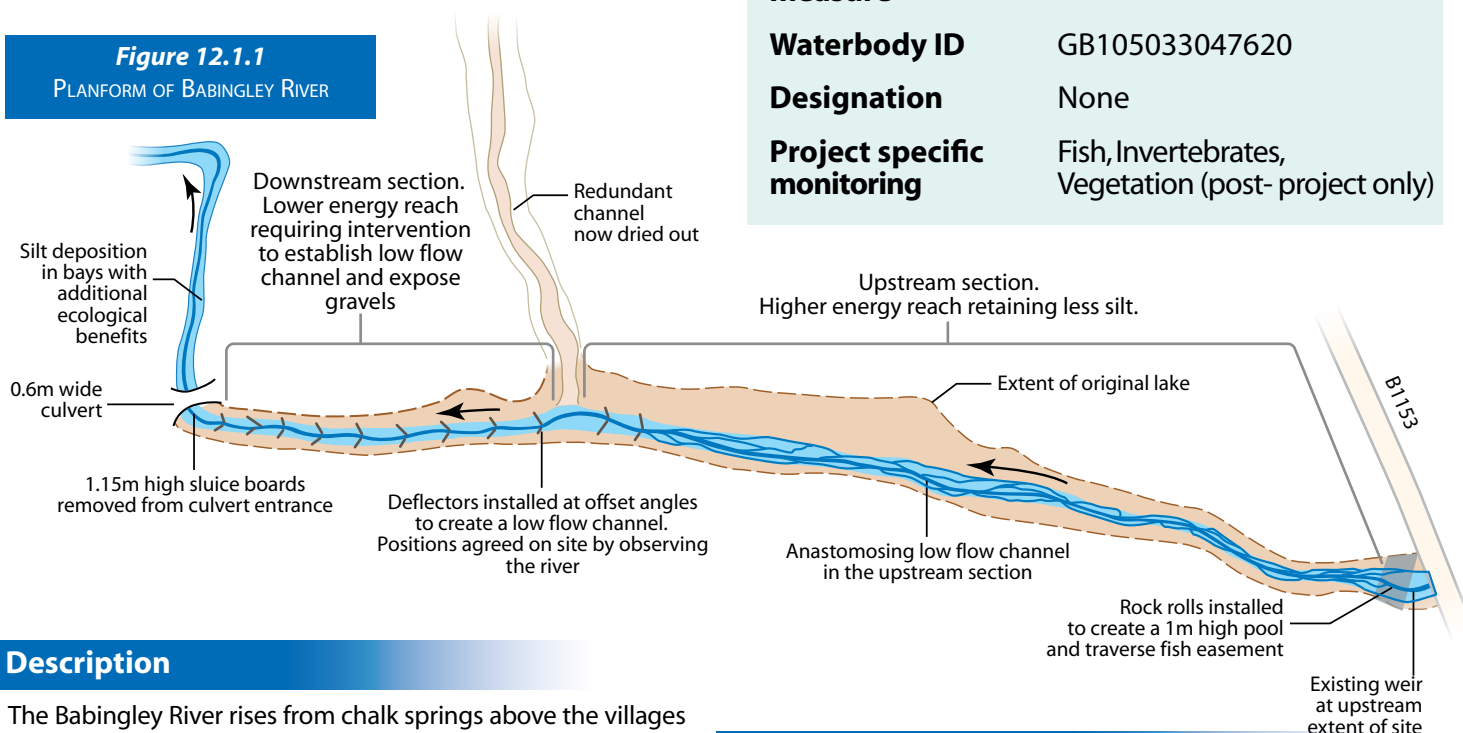 Figure 12.1.1
PLANFORM OF BABINGLEY RIVER
measure
Waterbody ID GB105033047620
Designation None
Project specific
monitoring
Fish, Invertebrates,
Vegetation (post- project only)
Silt deposition
in bays with
additional
ecological
benefits
Downstream section.
Lower energy reach
requiring intervention
to establish low flow
channel and expose
gravels
Redundant
channel
now dried out
Upstream section.
Higher energy reach retaining less silt.
B1153
0.6m wide
culvert
Extent of original lake
1.15m high sluice boards
removed from culvert entrance
Deflectors installed at offset angles
to create a low flow channel.
Positions agreed on site by observing
the river
Anastomosing low flow channel
in the upstream section
Rock rolls installed
to create a 1m high pool
and traverse fish easement
Existing weir
at upstream
extent of site
Description
The Babingley River rises from chalk springs above the villages